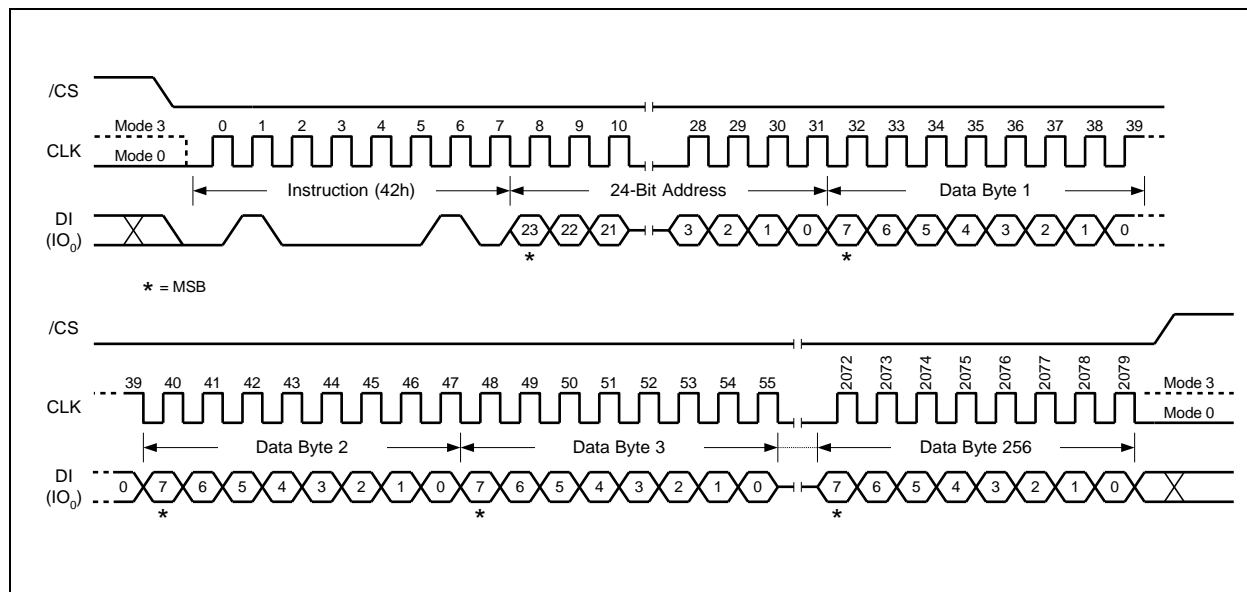 /CS
Mode 3
0 1 2 3 4 5 6 7 8 9 10 28 29 30 31 32 33 34 35 36 37 38 39
CLK
Mode 0
Instruction (42h) 24-Bit Address Data Byte 1
DI
(IO0)
23 22 21 3 2 1 0 7 6 5 4 3 2 1 0
* *
* = MSB
/CS
39 40 41 42 43 44 45 46 47 48 49 50 51 52 53 54 55 2072 2073 2074 2075 2076 2077 2078 2079
Mode 3
CLK
Mode 0
Data Byte 2 Data Byte 3 Data Byte 256
DI
(IO0)
0 7 6 5 4 3 2 1 0 7 6 5 4 3 2 1 0 7 6 5 4 3 2 1 0
* * *